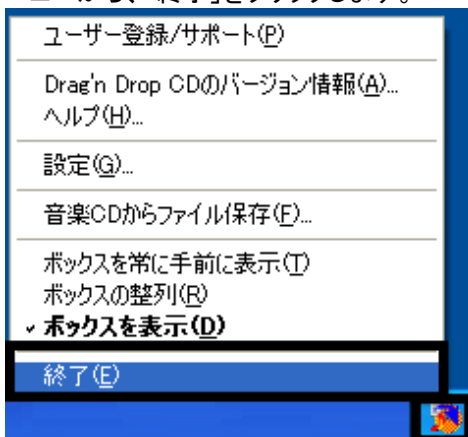 ユーザー登録/サポート(P)
Drag'n Drop CDのバージョン情報(A)...
ヘルプ(H)...
設定(G)...
音楽CDからファイル保存(F)...
ボックスを常に手前に表示(T)
ボックスの整列(R)
ボックスを表示(D)
終了(E)